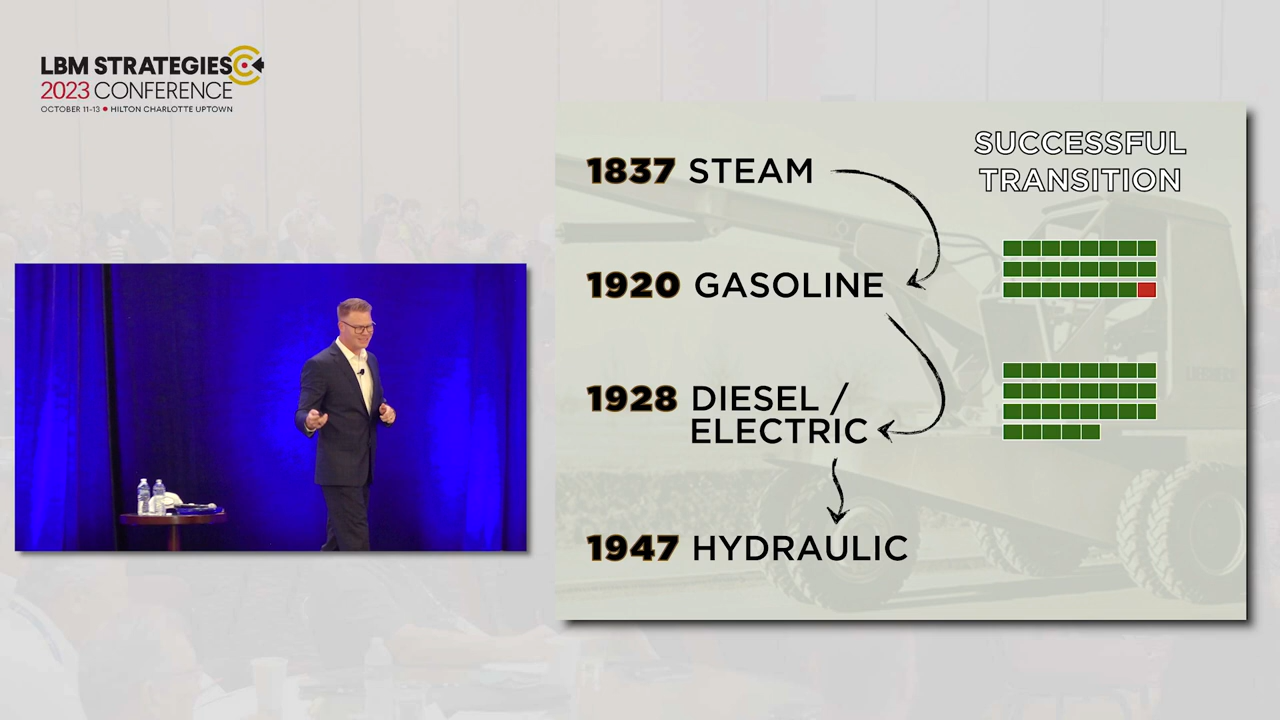 LBM STRATEGIES
2023 CONFERENCE
OCTOBER 11-13 • HILTON CHARLOTTE UPTOWN
SUCCESSFUL
TRANSITION
1837 STEAM
1920 GASOLINE
1928 DIESEL /
ELECTRIC
1947 HYDRAULIC